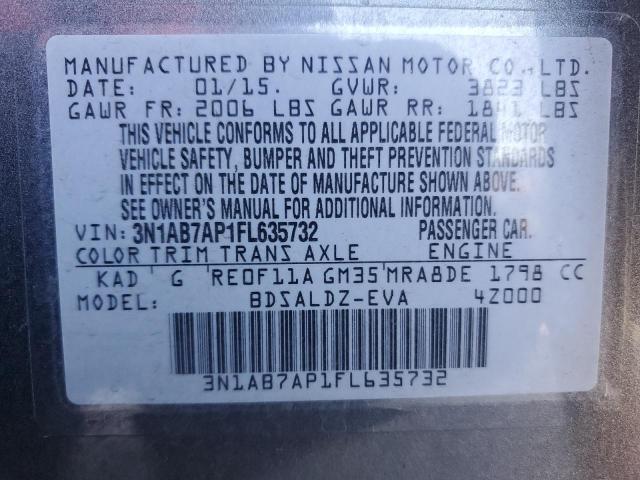 MANUFACTURED BY NISSAN MOTOR CO.,LTD.
DATE: 01/15. GVWR: 3823 LBS
GAWR FR: 2006 LBS GAWR RR: 1841 LBS
THIS VEHICLE CONFORMS TO ALL APPLICABLE FEDERAL MOTOR
VEHICLE SAFETY, BUMPER AND THEFT PREVENTION STANDARDS
IN EFFECT ON THE DATE OF MANUFACTURE SHOWN ABOVE.
SEE OWNER'S MANUAL FOR ADDITIONAL INFORMATION.
VIN: 3N1AB7AP1FL635732 PASSENGER CAR.
COLOR TRIM TRANS AXLE ENGINE
KAD G RE0F11A GM35 MRA8DE 1798 CC
MODEL: BDSALDZ-EVA 4Z000
3N1AB7AP1FL635732